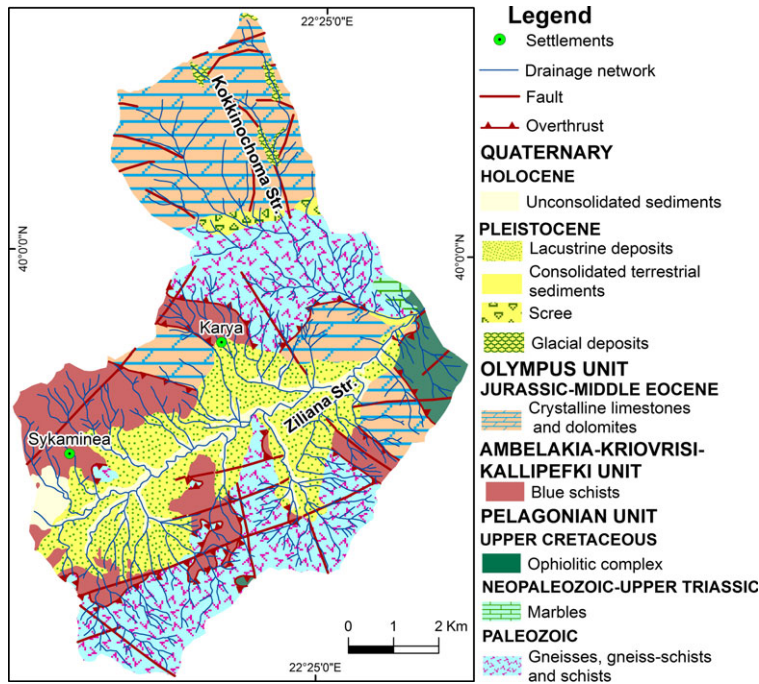 22°25'0"E
Kokkinochoma Str.
40°0'0"N
40°0'0"N
Karya
Ziliana Str.
Sykaminea
0 1 2 Km
22°25'0"E
Legend
Settlements
Drainage network
Fault
Overthrust
QUATERNARY
HOLOCENE
Unconsolidated sediments
PLEISTOCENE
Lacustrine deposits
Consolidated terrestrial
sediments
Scree
Glacial deposits
OLYMPUS UNIT
JURASSIC-MIDDLE EOCENE
Crystalline limestones
and dolomites
AMBELAKIA-KRIOVRISI-
KALLIPEFKI UNIT
Blue schists
PELAGONIAN UNIT
UPPER CRETACEOUS
Ophiolitic complex
NEOPALEOZOIC-UPPER TRIASSIC
Marbles
PALEOZOIC
Gneisses, gneiss-schists
and schists